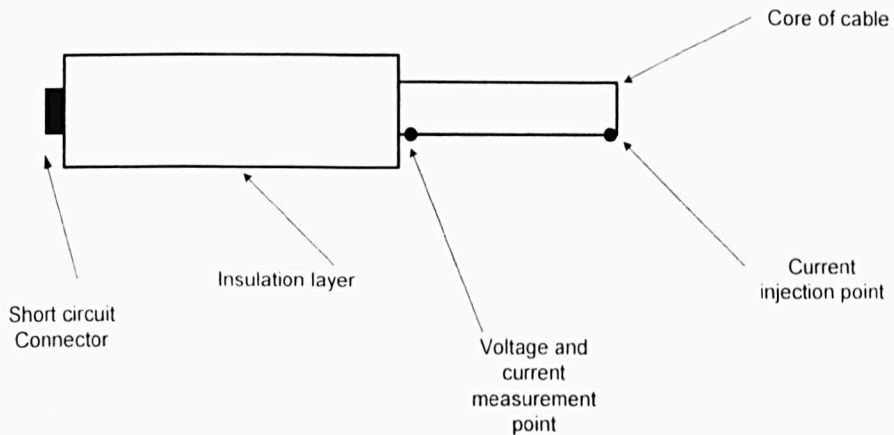 Core of cable
Insulation layer
Current
injection point
Short circuit
Connector
Voltage and
current
measurement
point